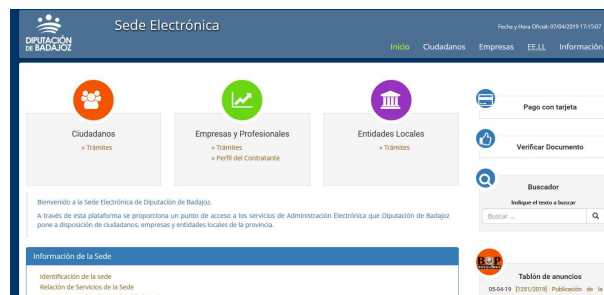 Sede Electrónica
Fecha y Hora Oficial: 07/04/2019 17:15:07
DIPUTACIÓN
DE BADAJOZ
Inicio Ciudadanos Empresas EE.LL Información
Ciudadanos
» Trámites
Empresas y Profesionales
» Trámites
» Perfil del Contratante
Entidades Locales
» Trámites
Pago con tarjeta
Verificar Documento
Buscador
Indique el texto a buscar
Buscar ...
Bienvenido a la Sede Electrónica de Diputación de Badajoz.
A través de esta plataforma se proporciona un punto de acceso a los servicios de Administración Electrónica que Diputación de Badajoz
pone a disposición de ciudadanos, empresas y entidades locales de la provincia.
Información de la Sede
Identificación de la sede
Relación de Servicios de la Sede
BOP
Tablón de anuncios
05-04-19 [1251/2019] Publicación de la